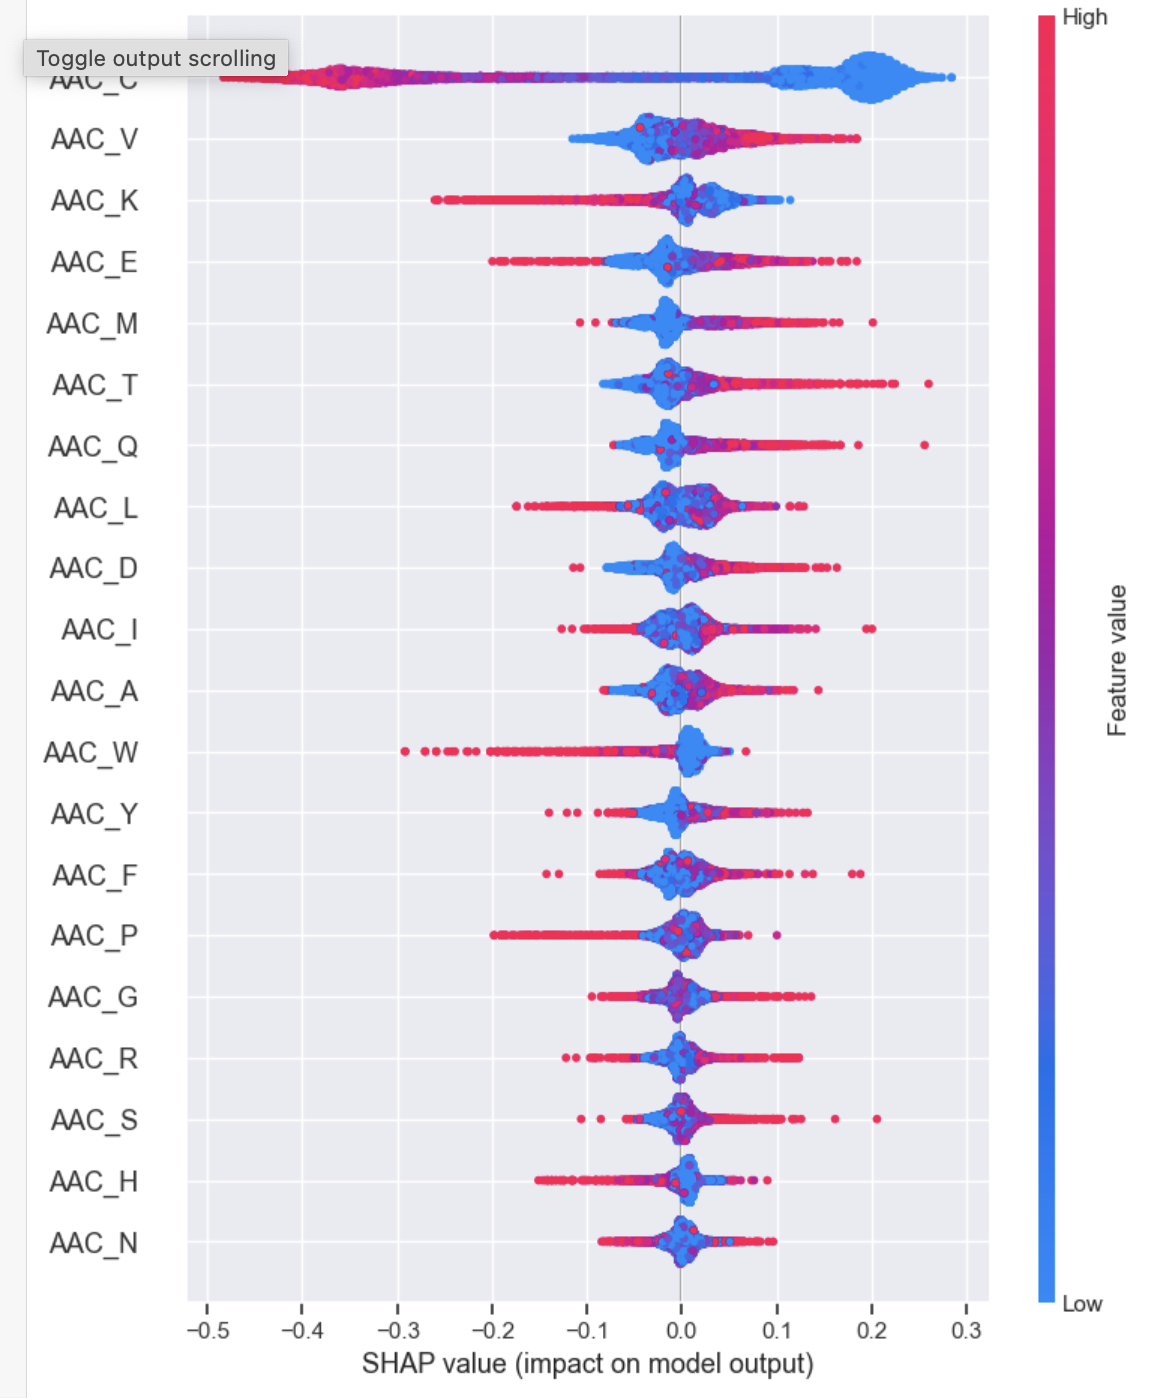 High
Toggle output scrolling
AAC_C
AAC_V
AAC_K
AAC_E
AAC_M
AAC_T
AAC_Q
AAC_L
AAC_D
AAC_I
AAC_A
AAC_W
AAC_Y
AAC_F
AAC_P
AAC_G
AAC_R
AAC_S
AAC_H
AAC_N
Feature value
Low
−0.5 −0.4 −0.3 −0.2 −0.1 0.0 0.1 0.2 0.3
SHAP value (impact on model output)